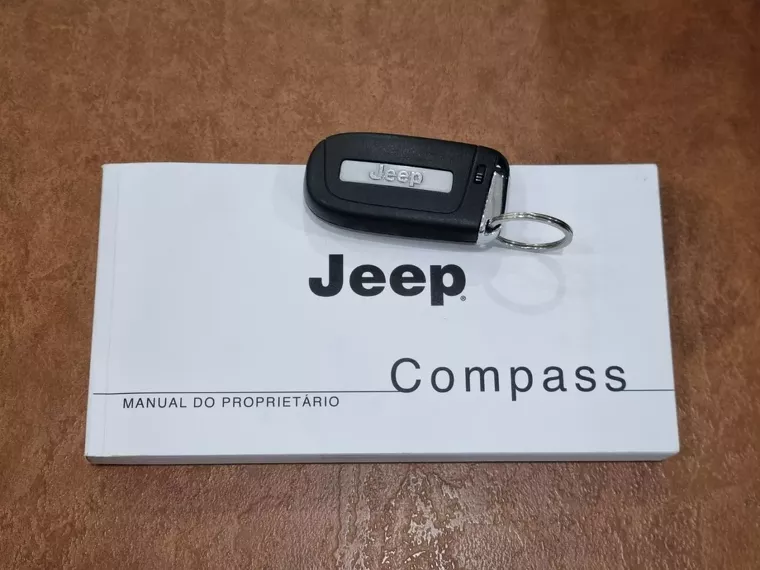 Jeep
Jeep®
Compass
MANUAL DO PROPRIETÁRIO